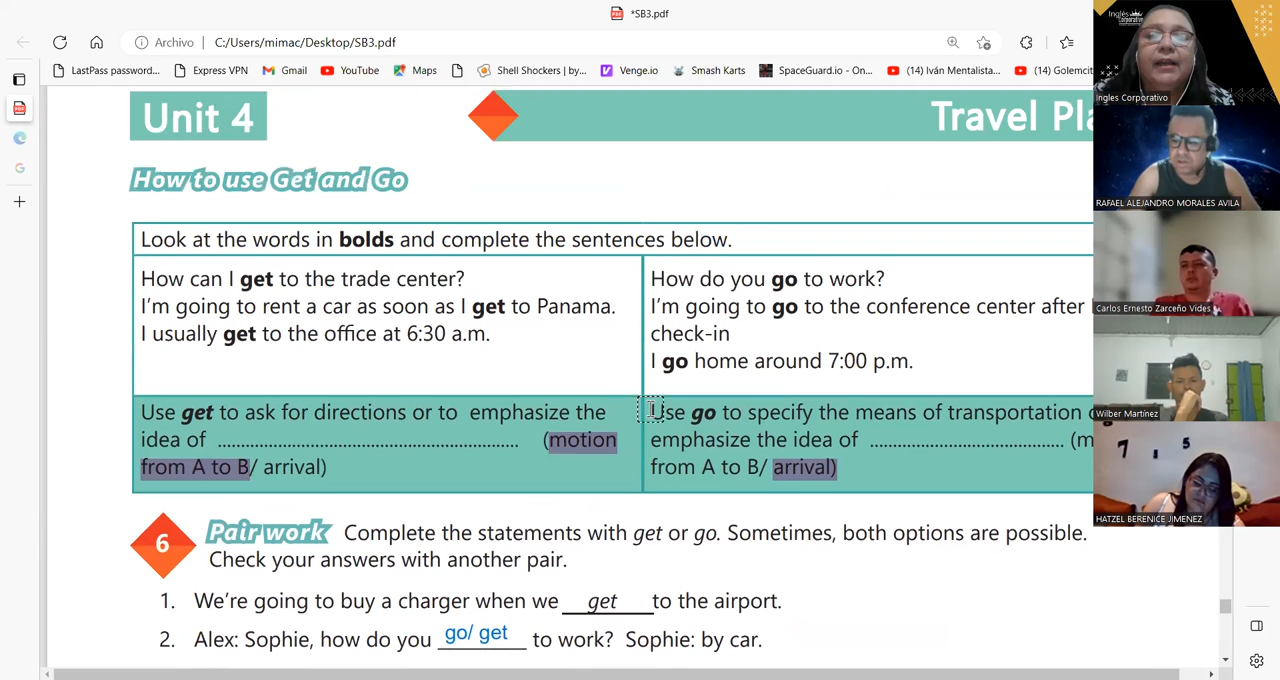 *SB3.pdf
Archivo | C:/Users/mimac/Desktop/SB3.pdf
LastPass password... Express VPN Gmail YouTube Maps Shell Shockers | by... Venge.io Smash Karts SpaceGuard.io - On... (14) Iván Mentalista... (14) Golemcit
Unit 4
Travel Pla
How to use Get and Go
Look at the words in bolds and complete the sentences below.
How can I get to the trade center?
I'm going to rent a car as soon as I get to Panama.
I usually get to the office at 6:30 a.m.
How do you go to work?
I'm going to go to the conference center after
check-in
I go home around 7:00 p.m.
Use get to ask for directions or to emphasize the
idea of ...................................................... (motion
from A to B/ arrival)
Use go to specify the means of transportation
emphasize the idea of ................................... (m
from A to B/ arrival)
6 Pair work Complete the statements with get or go. Sometimes, both options are possible.
Check your answers with another pair.
1. We're going to buy a charger when we get to the airport.
2. Alex: Sophie, how do you go/ get to work? Sophie: by car.
Inglés
Corporativo
Ingles Corporativo
RAFAEL ALEJANDRO MORALES AVILA
Carlos Ernesto Zarceño Vides
Wilber Martínez
7 1 5
HATZEL BERENICE JIMENEZ